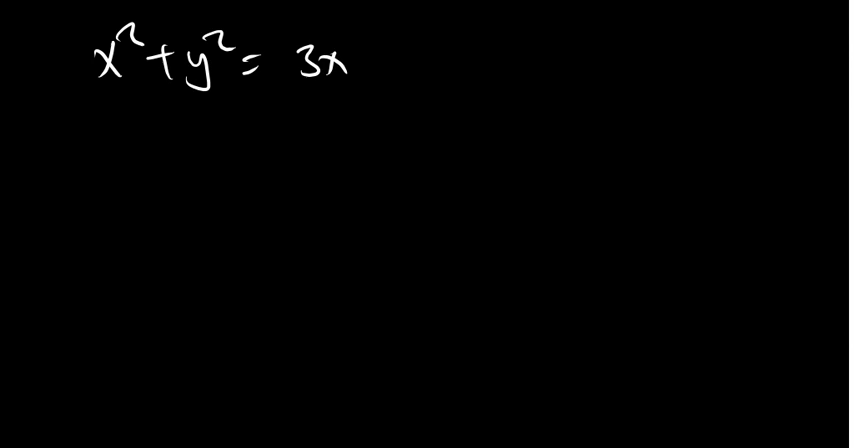 x² + y² = 3x